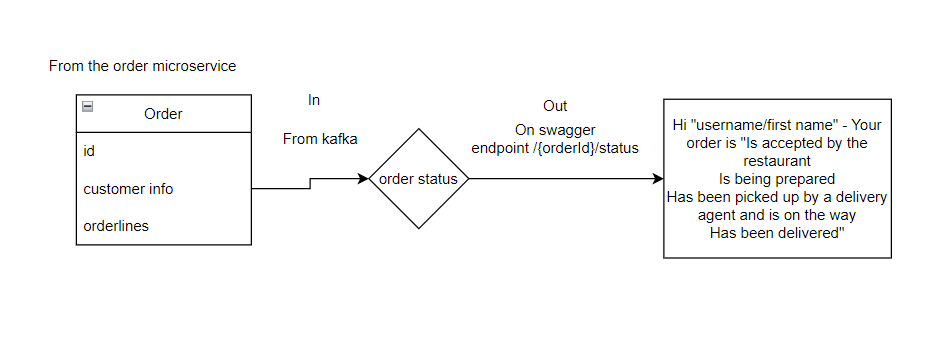 From the order microservice
Order
id
customer info
orderlines
In
From kafka
order status
Out
On swagger
endpoint /{orderId}/status
Hi "username/first name" - Your
order is "Is accepted by the
restaurant
Is being prepared
Has been picked up by a delivery
agent and is on the way
Has been delivered"